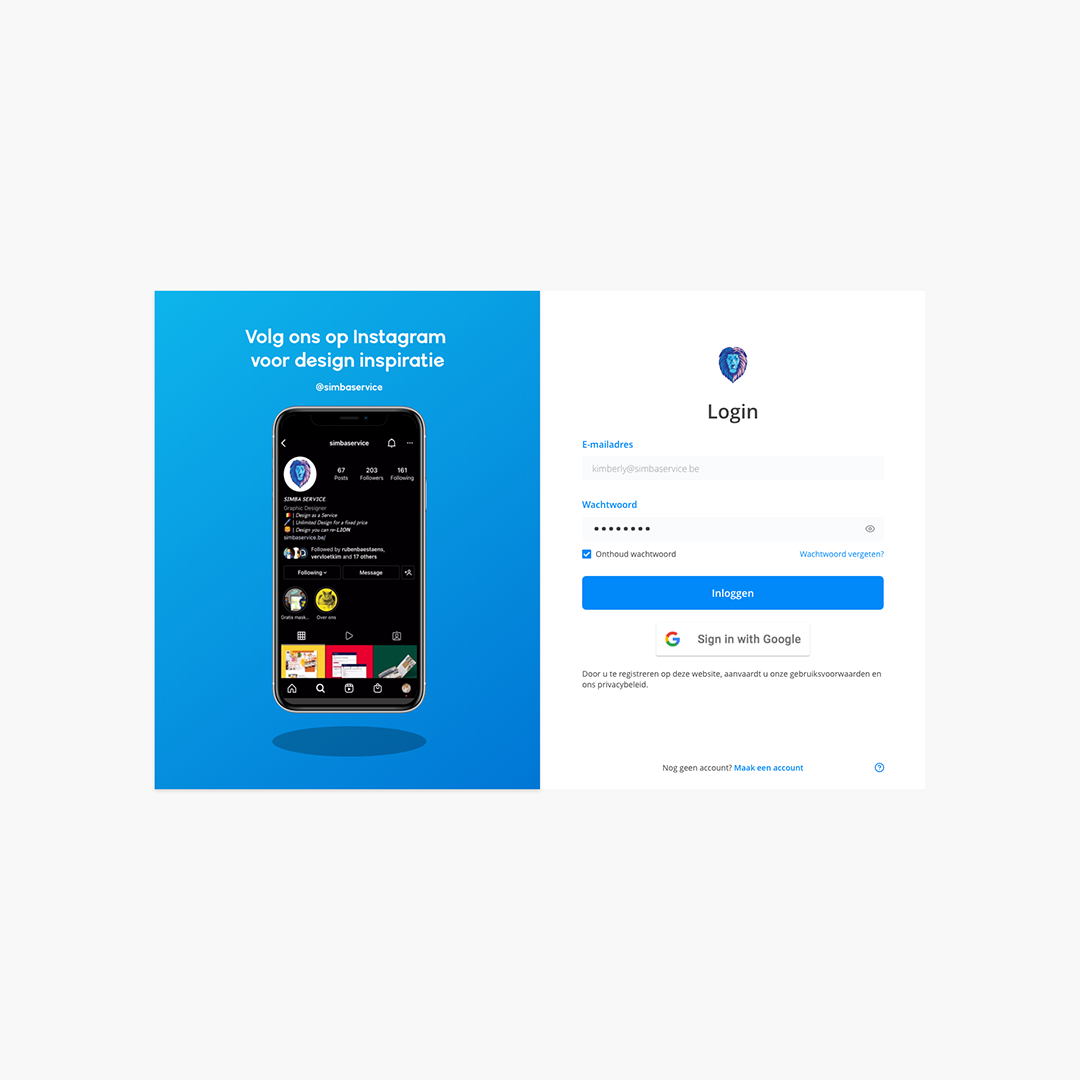 Volg ons op Instagram
voor design inspiratie
@simbaservice
simbaservice
67 203 161
Posts Followers Following
SIMBA SERVICE
Graphic Designer
| Design as a Service
| Unlimited Design for a fixed price
| Design you can re-LION
simbaservice.be/
Followed by rubenbaestaens,
vervloetkim and 17 others
Following Message
Gratis mask... Over ons
Login
E-mailadres
kimberly@simbaservice.be
Wachtwoord
Onthoud wachtwoord Wachtwoord vergeten?
Inloggen
Sign in with Google
Door u te registreren op deze website, aanvaardt u onze gebruiksvoorwaarden en
ons privacybeleid.
Nog geen account? Maak een account